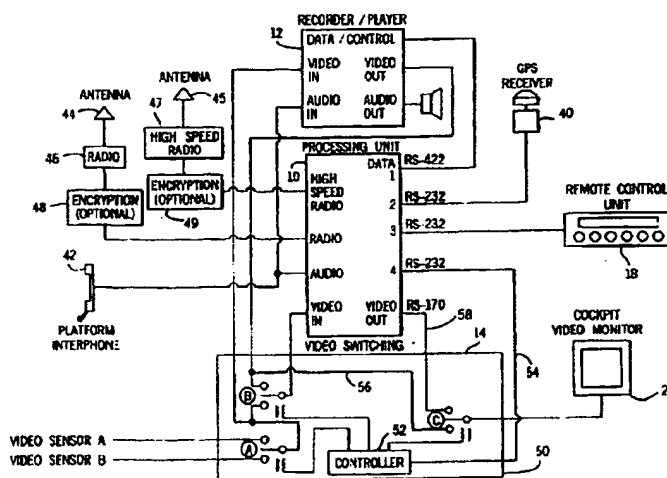 RECORDER / PLAYER
12
DATA / CONTROL
VIDEO IN
VIDEO OUT
AUDIO IN
AUDIO OUT
ANTENNA
44
ANTENNA
45
47
HIGH SPEED RADIO
46
RADIO
ENCRYPTION (OPTIONAL)
48
ENCRYPTION (OPTIONAL)
49
GPS RECEIVER
40
PROCESSING UNIT
10
HIGH SPEED RADIO
RADIO
AUDIO
VIDEO IN
DATA
1
2
3
4
VIDEO OUT
RS-422
RS-232
RS-232
RS-232
RS-170
REMOTE CONTROL UNIT
18
42
PLATFORM INTERPHONE
58
14
54
COCKPIT VIDEO MONITOR
2
VIDEO SWITCHING
56
B
C
A
52
CONTROLLER
50
VIDEO SENSOR A
VIDEO SENSOR B